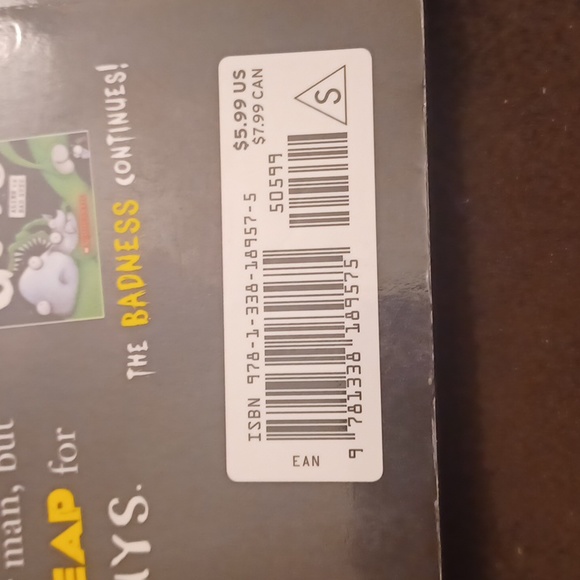 man, but
EAP for
YS.
THE BADNESS CONTINUES!
$5.99 US
$7.99 CAN
S
50599
ISBN 978-1-338-18957-5
9 781338 189575
EAN